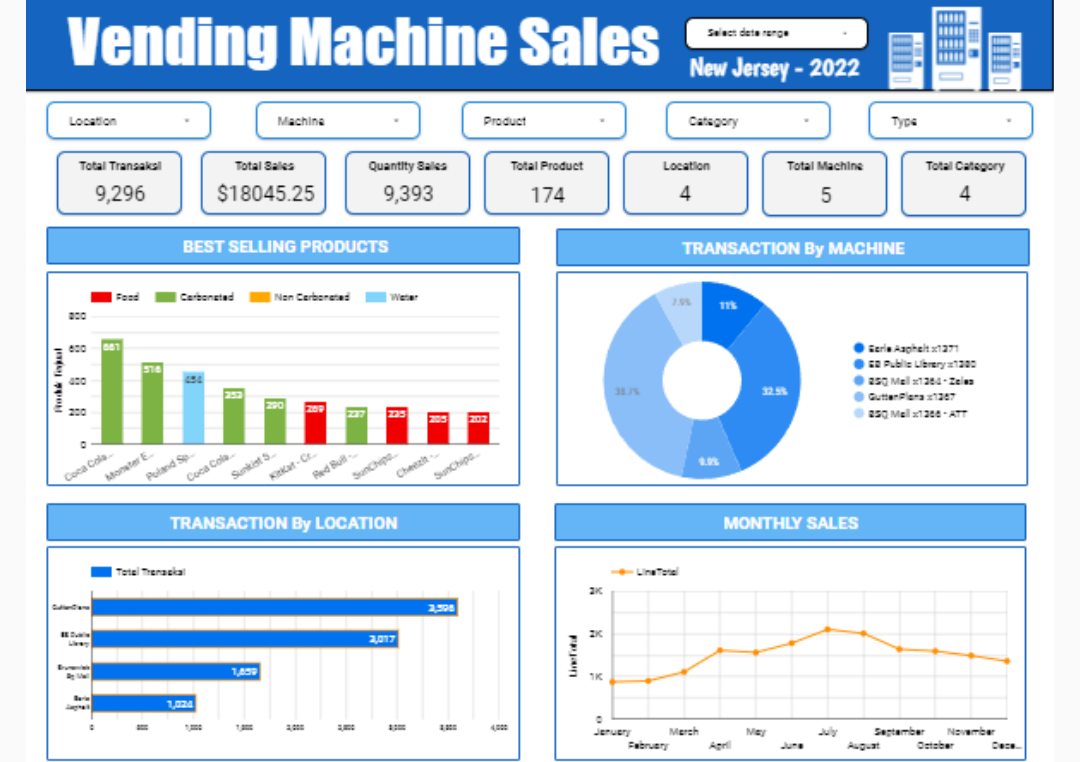 Vending Machine Sales
Select date range
New Jersey - 2022
Location
Machine
Product
Category
Type
Total Transaksi
9,296
Total Sales
$18045.25
Quantity Sales
9,393
Total Product
174
Location
4
Total Machine
5
Total Category
4
BEST SELLING PRODUCTS
Food
Carbonated
Non Carbonated
Water
Produk Terjual
800
600
400
200
0
661
516
454
353
290
269
237
235
205
202
Coca Cola...
Monster E...
Poland Sp...
Coca Cola...
Sunkist S...
KitKat - Cr...
Red Bull -...
SunChips...
Cheezit -...
SunChips...
TRANSACTION By MACHINE
11%
32.5%
9.9%
38.7%
7.9%
Earle Asphalt x1371
EB Public Library x1380
BSQ Mall x1364 - Zales
GuttenPlans x1367
BSQ Mall x1366 - ATT
TRANSACTION By LOCATION
Total Transaksi
GuttenPlans
EB Public
Library
Brunswick
Sq Mall
Earle
Asphalt
3,596
3,017
1,659
1,024
0
500
1,000
1,500
2,000
2,500
3,000
3,500
4,000
MONTHLY SALES
LineTotal
LineTotal
3K
2K
1K
0
January
February
March
April
May
June
July
August
September
October
November
Dece...